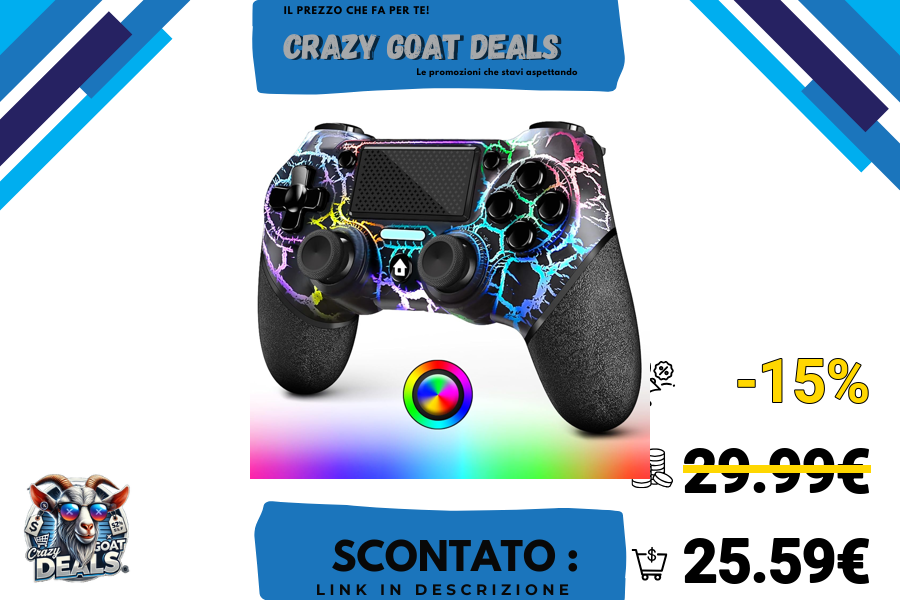 IL PREZZO CHE FA PER TE!
CRAZY GOAT DEALS
Le promozioni che stavi aspettando
-15%
29.99€
25.59€
SCONTATO :
LINK IN DESCRIZIONE
$
Crazy
GOAT
DEALS